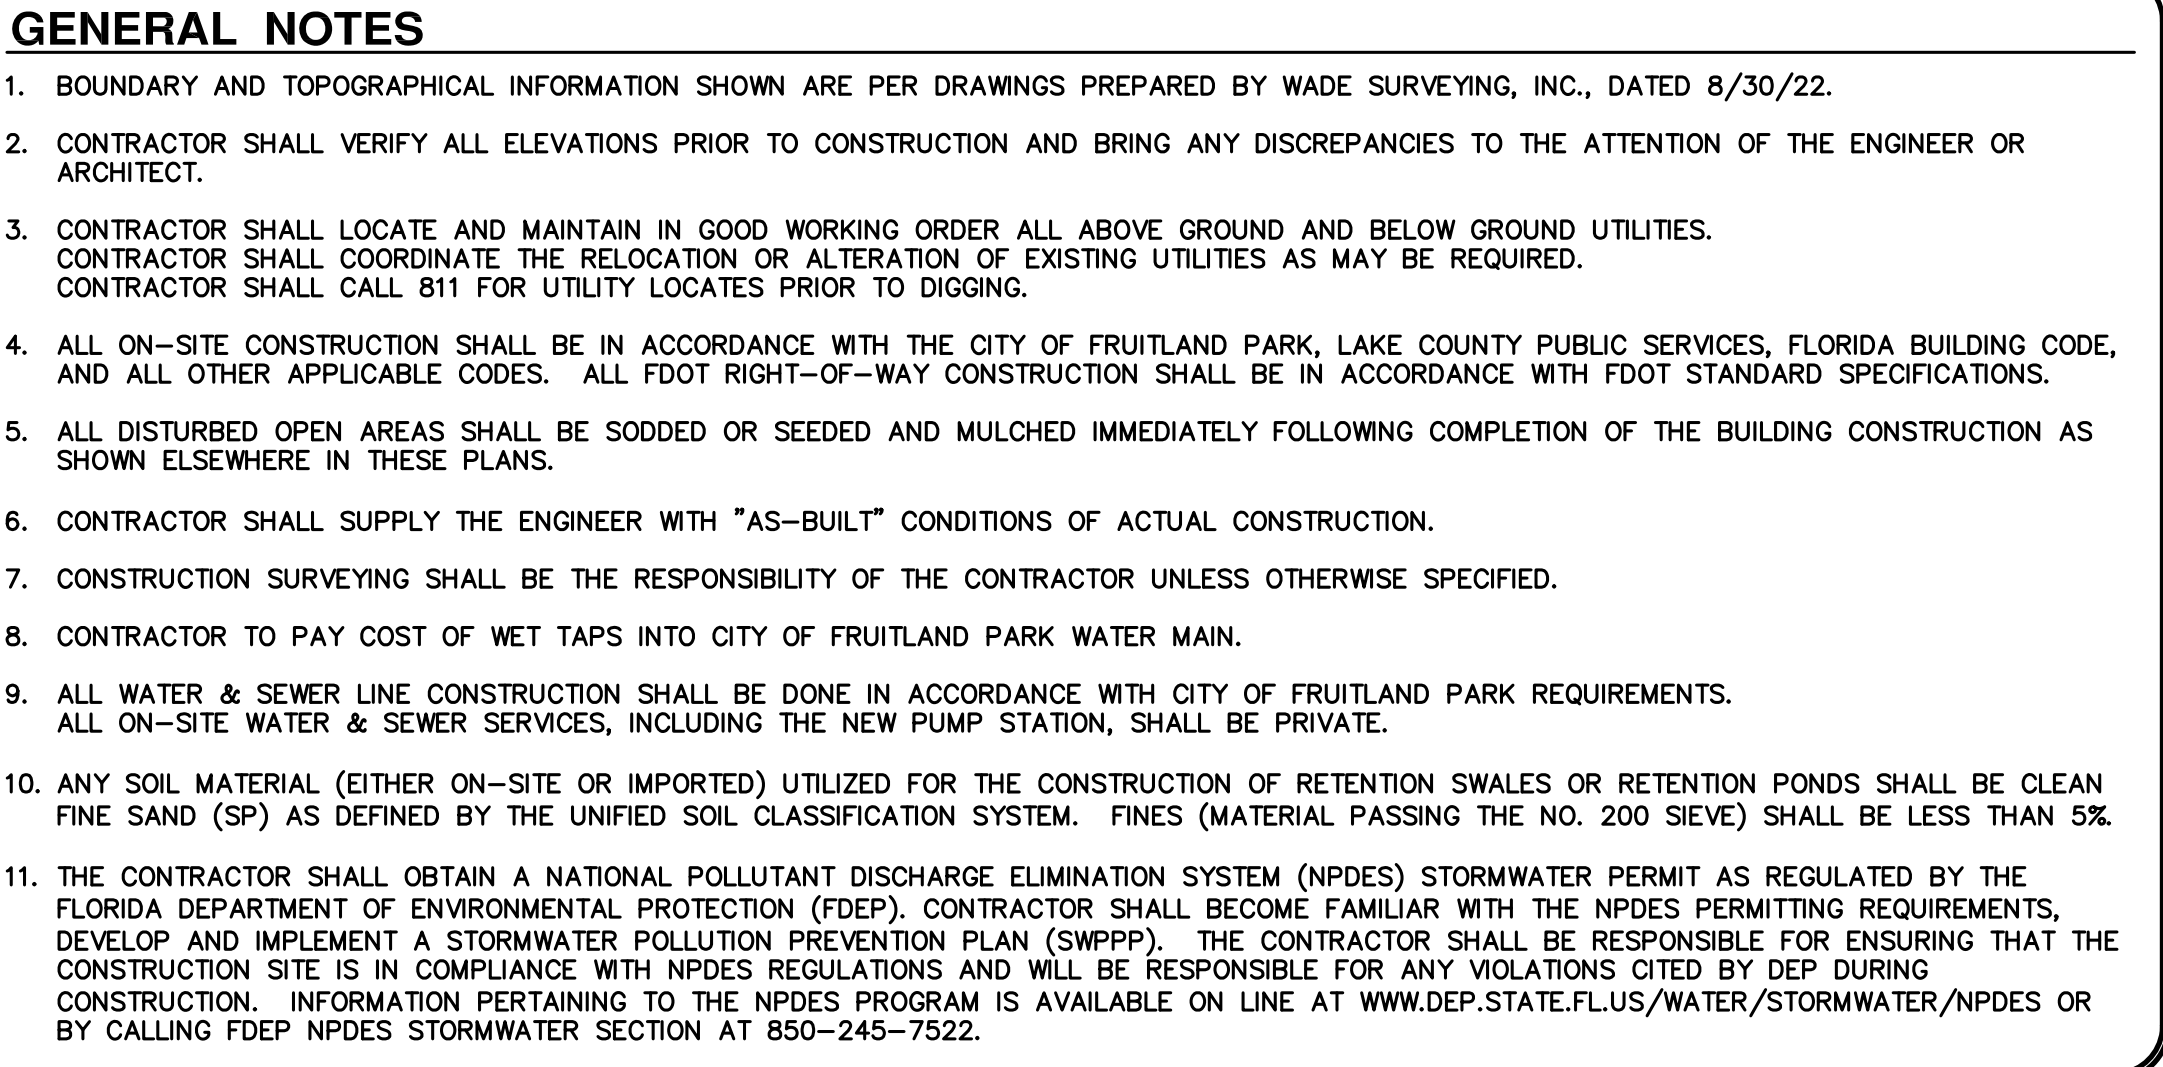 GENERAL NOTES
1. BOUNDARY AND TOPOGRAPHICAL INFORMATION SHOWN ARE PER DRAWINGS PREPARED BY WADE SURVEYING, INC., DATED 8/30/22.
2. CONTRACTOR SHALL VERIFY ALL ELEVATIONS PRIOR TO CONSTRUCTION AND BRING ANY DISCREPANCIES TO THE ATTENTION OF THE ENGINEER OR
ARCHITECT.
3. CONTRACTOR SHALL LOCATE AND MAINTAIN IN GOOD WORKING ORDER ALL ABOVE GROUND AND BELOW GROUND UTILITIES.
CONTRACTOR SHALL COORDINATE THE RELOCATION OR ALTERATION OF EXISTING UTILITIES AS MAY BE REQUIRED.
CONTRACTOR SHALL CALL 811 FOR UTILITY LOCATES PRIOR TO DIGGING.
4. ALL ON-SITE CONSTRUCTION SHALL BE IN ACCORDANCE WITH THE CITY OF FRUITLAND PARK, LAKE COUNTY PUBLIC SERVICES, FLORIDA BUILDING CODE,
AND ALL OTHER APPLICABLE CODES. ALL FDOT RIGHT-OF-WAY CONSTRUCTION SHALL BE IN ACCORDANCE WITH FDOT STANDARD SPECIFICATIONS.
5. ALL DISTURBED OPEN AREAS SHALL BE SODDED OR SEEDED AND MULCHED IMMEDIATELY FOLLOWING COMPLETION OF THE BUILDING CONSTRUCTION AS
SHOWN ELSEWHERE IN THESE PLANS.
6. CONTRACTOR SHALL SUPPLY THE ENGINEER WITH "AS-BUILT" CONDITIONS OF ACTUAL CONSTRUCTION.
7. CONSTRUCTION SURVEYING SHALL BE THE RESPONSIBILITY OF THE CONTRACTOR UNLESS OTHERWISE SPECIFIED.
8. CONTRACTOR TO PAY COST OF WET TAPS INTO CITY OF FRUITLAND PARK WATER MAIN.
9. ALL WATER & SEWER LINE CONSTRUCTION SHALL BE DONE IN ACCORDANCE WITH CITY OF FRUITLAND PARK REQUIREMENTS.
ALL ON-SITE WATER & SEWER SERVICES, INCLUDING THE NEW PUMP STATION, SHALL BE PRIVATE.
10. ANY SOIL MATERIAL (EITHER ON-SITE OR IMPORTED) UTILIZED FOR THE CONSTRUCTION OF RETENTION SWALES OR RETENTION PONDS SHALL BE CLEAN
FINE SAND (SP) AS DEFINED BY THE UNIFIED SOIL CLASSIFICATION SYSTEM. FINES (MATERIAL PASSING THE NO. 200 SIEVE) SHALL BE LESS THAN 5%.
11. THE CONTRACTOR SHALL OBTAIN A NATIONAL POLLUTANT DISCHARGE ELIMINATION SYSTEM (NPDES) STORMWATER PERMIT AS REGULATED BY THE
FLORIDA DEPARTMENT OF ENVIRONMENTAL PROTECTION (FDEP). CONTRACTOR SHALL BECOME FAMILIAR WITH THE NPDES PERMITTING REQUIREMENTS,
DEVELOP AND IMPLEMENT A STORMWATER POLLUTION PREVENTION PLAN (SWPPP). THE CONTRACTOR SHALL BE RESPONSIBLE FOR ENSURING THAT THE
CONSTRUCTION SITE IS IN COMPLIANCE WITH NPDES REGULATIONS AND WILL BE RESPONSIBLE FOR ANY VIOLATIONS CITED BY DEP DURING
CONSTRUCTION. INFORMATION PERTAINING TO THE NPDES PROGRAM IS AVAILABLE ON LINE AT WWW.DEP.STATE.FL.US/WATER/STORMWATER/NPDES OR
BY CALLING FDEP NPDES STORMWATER SECTION AT 850-245-7522.